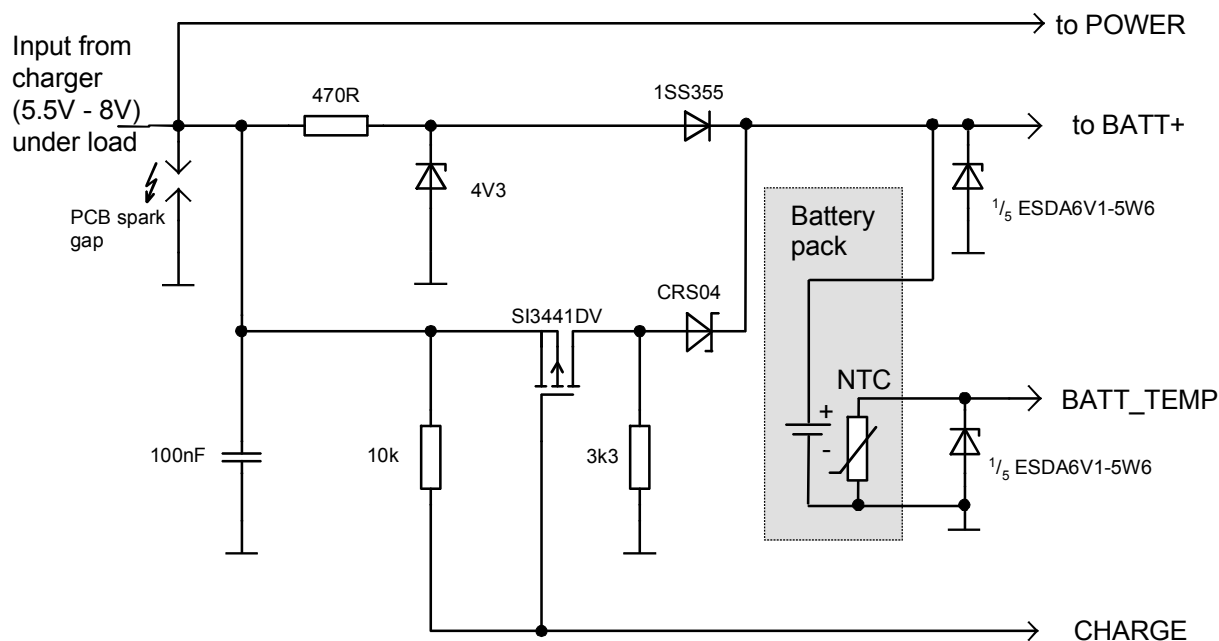 to POWER
Input from
charger
(5.5V - 8V)
under load
470R
1SS355
to BATT+
4V3
PCB spark
gap
1/5 ESDA6V1-5W6
Battery
pack
CRS04
SI3441DV
NTC
BATT_TEMP
+
-
100nF
10k
3k3
1/5 ESDA6V1-5W6
CHARGE